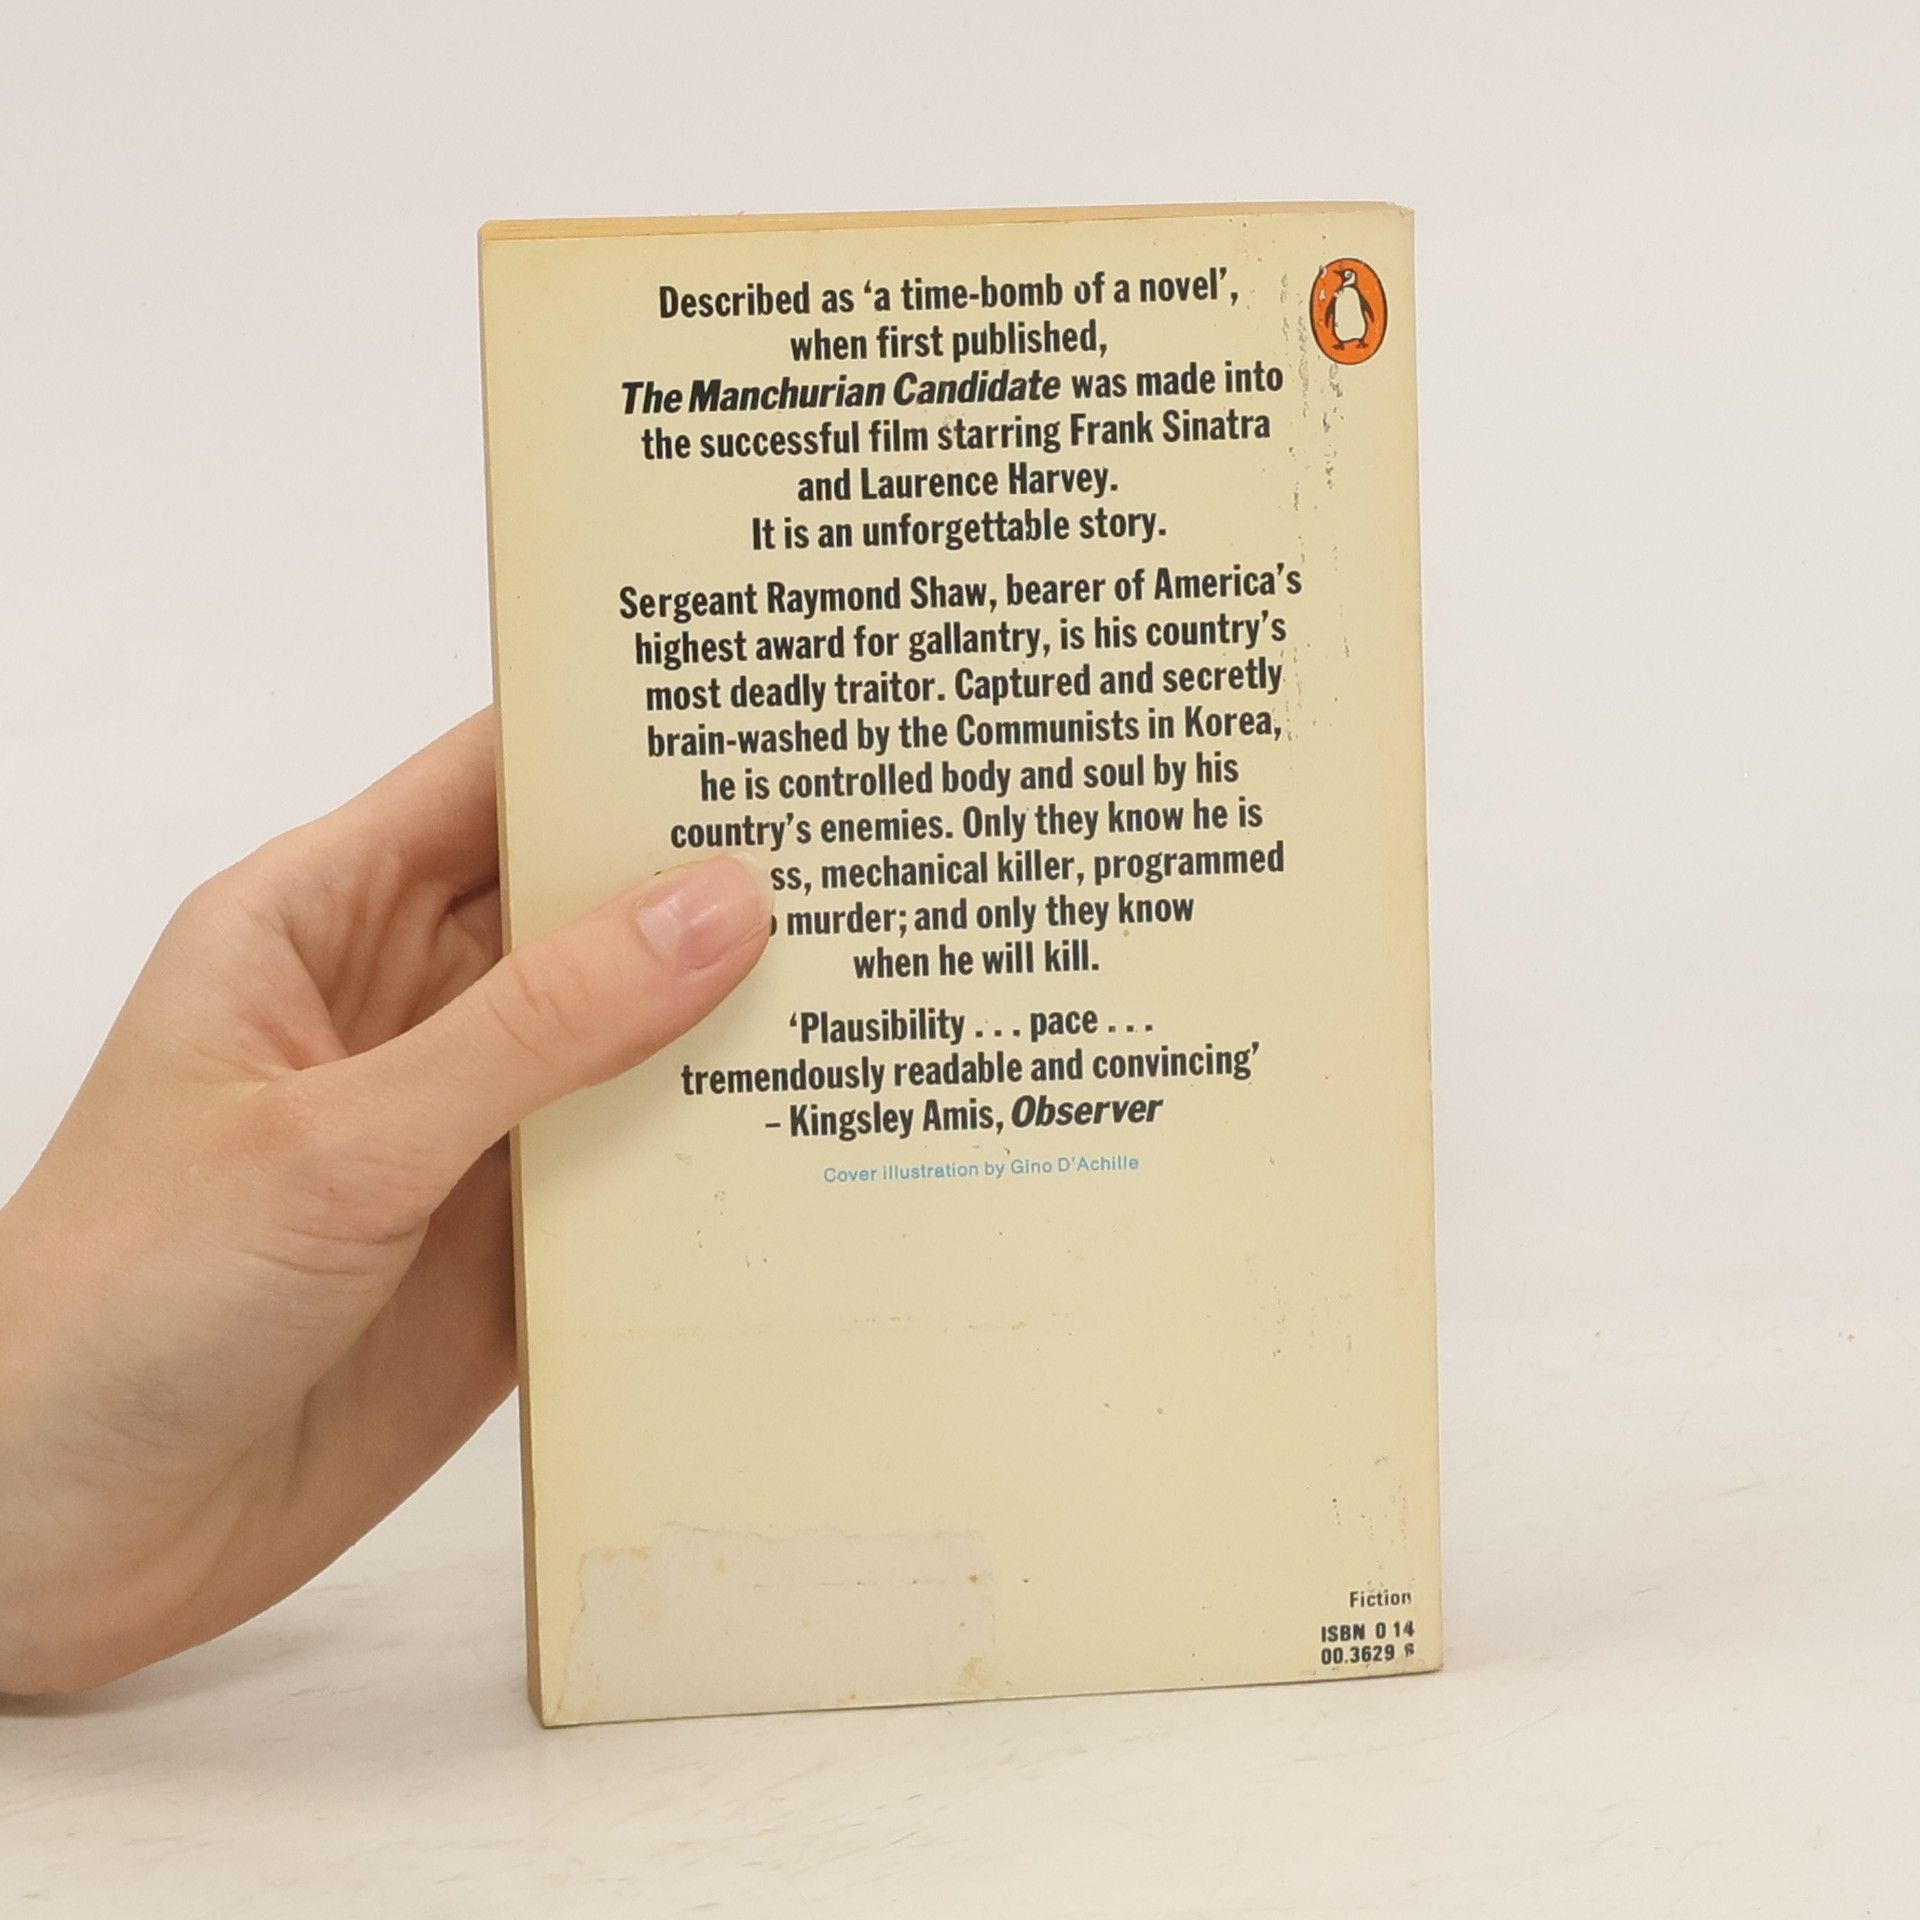 Described as ‘a time-bomb of a novel’,
when first published,
The Manchurian Candidate was made into
the successful film starring Frank Sinatra
and Laurence Harvey.
It is an unforgettable story.
Sergeant Raymond Shaw, bearer of America’s
highest award for gallantry, is his country’s
most deadly traitor. Captured and secretly
brain-washed by the Communists in Korea,
he is controlled body and soul by his
country’s enemies. Only they know he is
mechanical killer, programmed
murder; and only they know
when he will kill.
‘Plausibility . . . pace . . .
tremendously readable and convincing’
– Kingsley Amis, Observer
Cover illustration by Gino D'Achille
Fiction
ISBN 0 14
00.3629